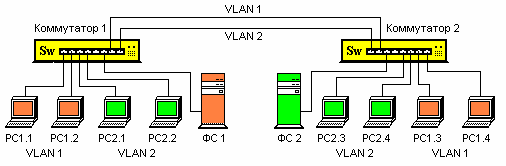 VLAN 1
Коммутатор 1
Коммутатор 2
VLAN 2
Sw
Sw
PC1.1 PC1.2 PC2.1 PC2.2 ФС 1 ФС 2 PC2.3 PC2.4 PC1.3 PC1.4
VLAN 1 VLAN 2 VLAN 2 VLAN 1